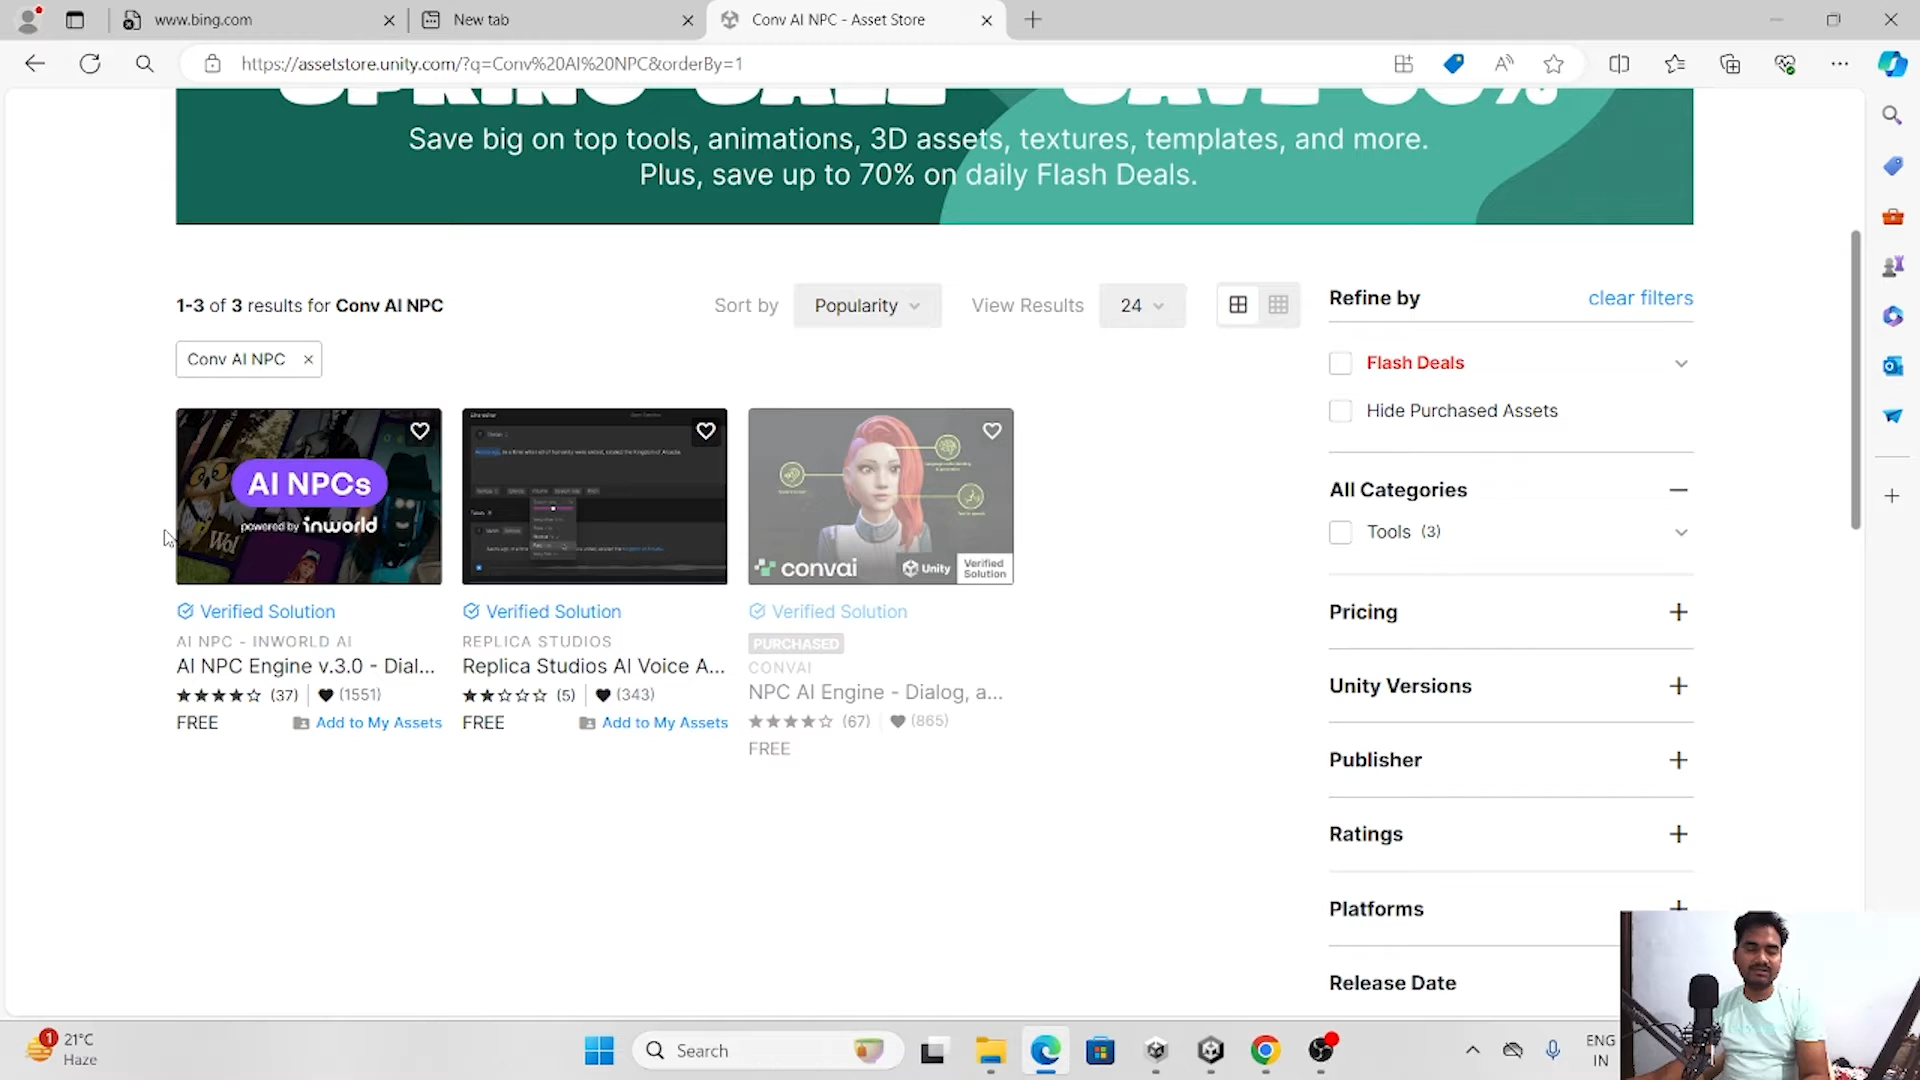 www.bing.com
New tab
Conv AI NPC - Asset Store
https://assetstore.unity.com/?q=Conv%20AI%20NPC&orderBy=1
SPRING SALE SAVE 50%
Save big on top tools, animations, 3D assets, textures, templates, and more.
Plus, save up to 70% on daily Flash Deals.
1-3 of 3 results for Conv AI NPC
Sort by
Popularity
View Results
24
Conv AI NPC
AI NPCs
powered by inworld
convai
Unity
Verified
Solution
Verified Solution
AI NPC - INWORLD AI
AI NPC Engine v.3.0 - Dial...
(37)
(1551)
FREE
Add to My Assets
Verified Solution
REPLICA STUDIOS
Replica Studios AI Voice A...
(5)
(343)
FREE
Add to My Assets
Verified Solution
PURCHASED
CONVAI
NPC AI Engine - Dialog, a...
(67)
(865)
FREE
Refine by
clear filters
Flash Deals
Hide Purchased Assets
All Categories
Tools (3)
Pricing
Unity Versions
Publisher
Ratings
Platforms
Release Date
1
21°C
Haze
Search
ENG
IN